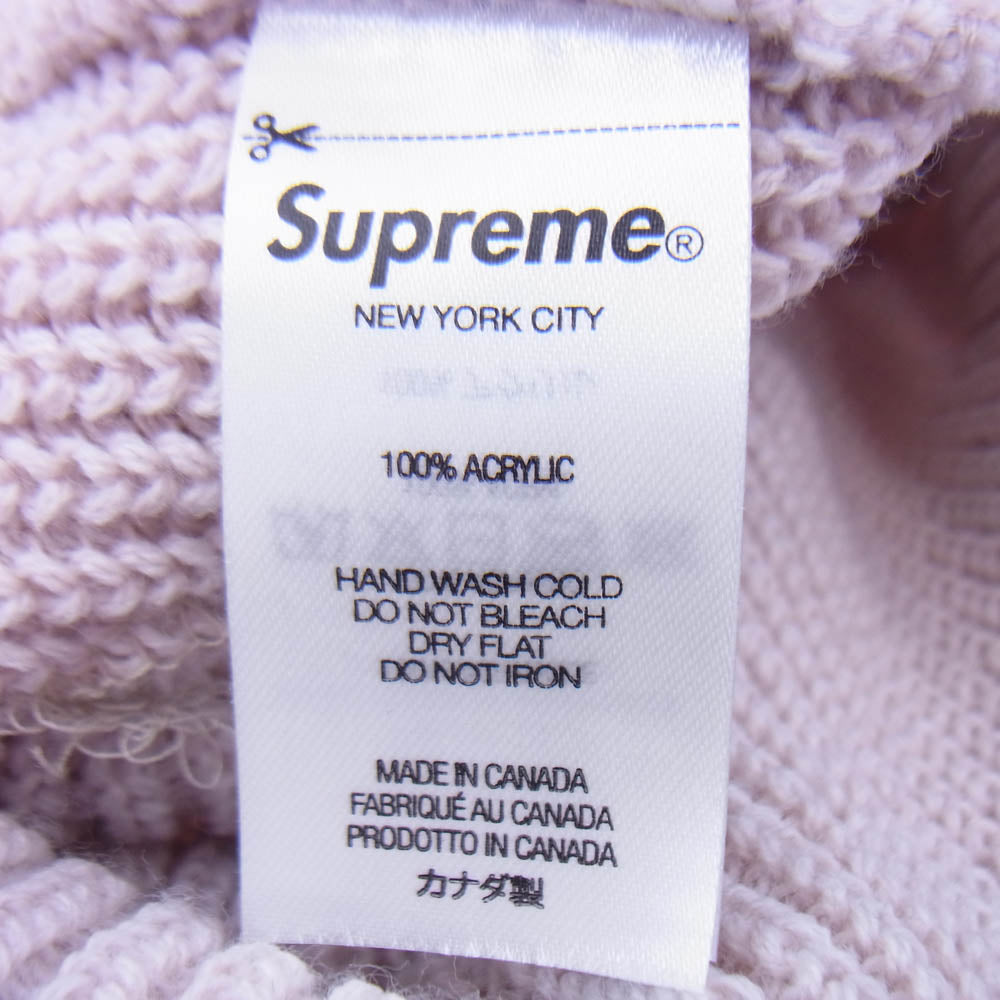 Supreme®
NEW YORK CITY
100% ACRYLIC
HAND WASH COLD
DO NOT BLEACH
DRY FLAT
DO NOT IRON
MADE IN CANADA
FABRIQUÉ AU CANADA
PRODOTTO IN CANADA
カナダ製